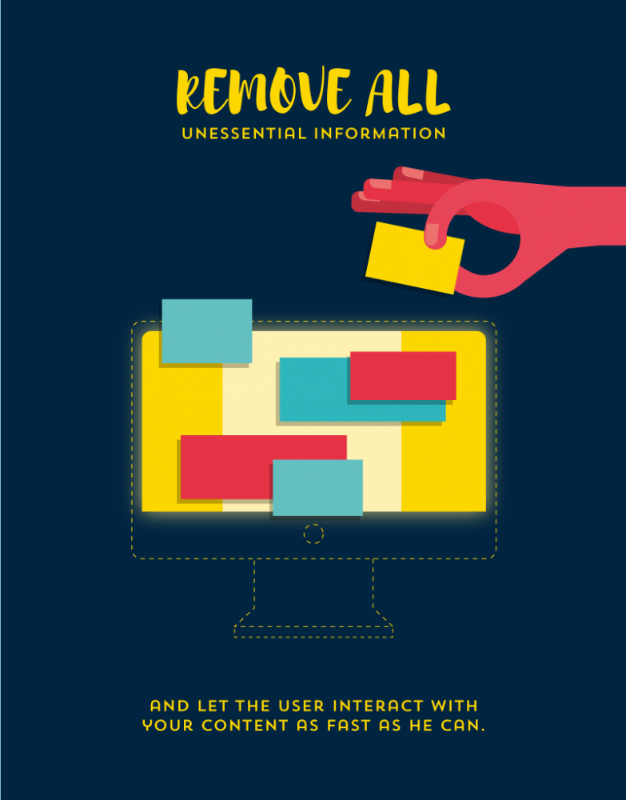 REMOVE ALL
UNESSENTIAL INFORMATION
AND LET THE USER INTERACT WITH
YOUR CONTENT AS FAST AS HE CAN.